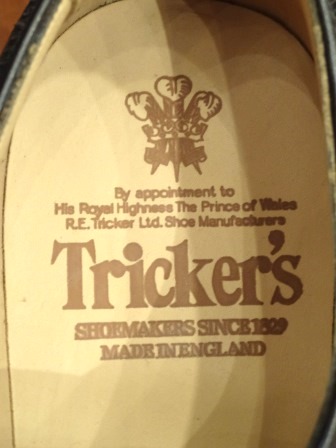 By appointment to
His Royal Highness The Prince of Wales
R.E. Tricker Ltd. Shoe Manufacturers
Tricker's
SHOEMAKERS SINCE 1829
MADE IN ENGLAND